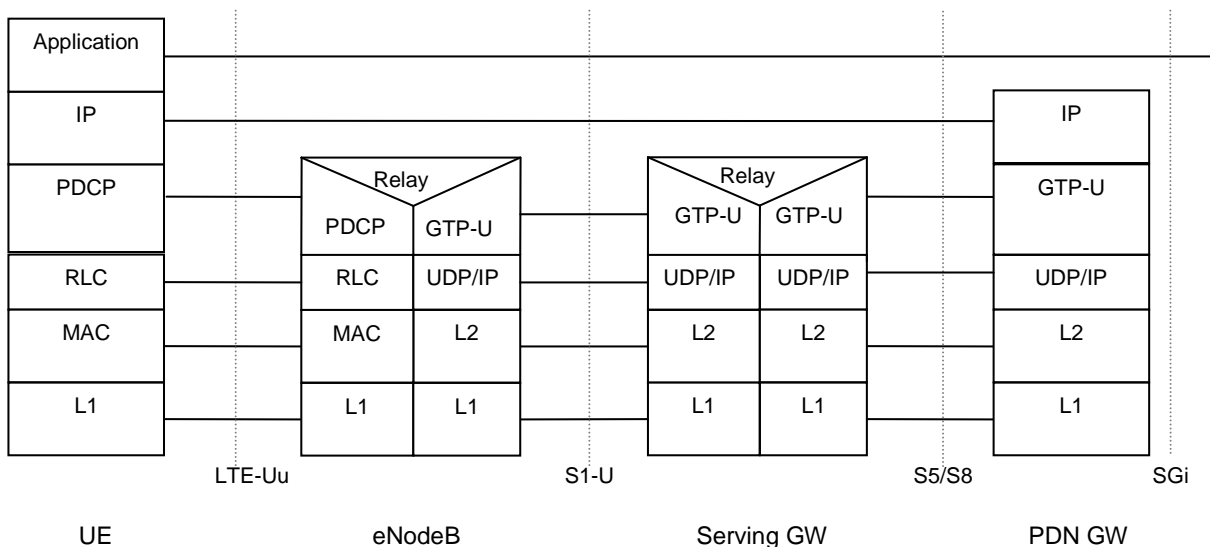 Application
IP
IP
PDCP
Relay
Relay
GTP-U
PDCP
GTP-U
GTP-U
GTP-U
RLC
RLC
UDP/IP
UDP/IP
UDP/IP
UDP/IP
MAC
MAC
L2
L2
L2
L2
L1
L1
L1
L1
L1
L1
LTE-Uu
S1-U
S5/S8
SGi
UE
eNodeB
Serving GW
PDN GW